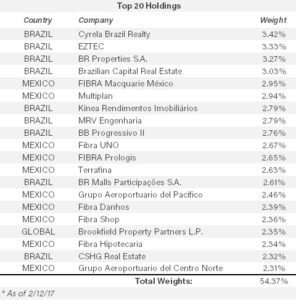 Top 20 Holdings
Country Company Weight
BRAZIL Cyrela Brazil Realty 3.42%
BRAZIL EZTEC 3.33%
BRAZIL BR Properties S.A. 3.27%
BRAZIL Brazilian Capital Real Estate 3.03%
MEXICO FIBRA Macquarie México 2.95%
MEXICO Multiplan 2.94%
BRAZIL Kinea Rendimentos Imobiliários 2.79%
BRAZIL MRV Engenharia 2.79%
BRAZIL BB Progressivo II 2.76%
MEXICO Fibra UNO 2.67%
MEXICO FIBRA Prologis 2.65%
MEXICO Terrafina 2.63%
BRAZIL BR Malls Participações S.A. 2.61%
MEXICO Grupo Aeroportuario del Pacífico 2.46%
MEXICO Fibra Danhos 2.39%
MEXICO Fibra Shop 2.36%
GLOBAL Brookfield Property Partners L.P. 2.35%
MEXICO Fibra Hipotecaria 2.34%
BRAZIL CSHG Real Estate 2.32%
MEXICO Grupo Aeroportuario del Centro Norte 2.31%
Total Weights: 54.37%
* As of 2/12/17